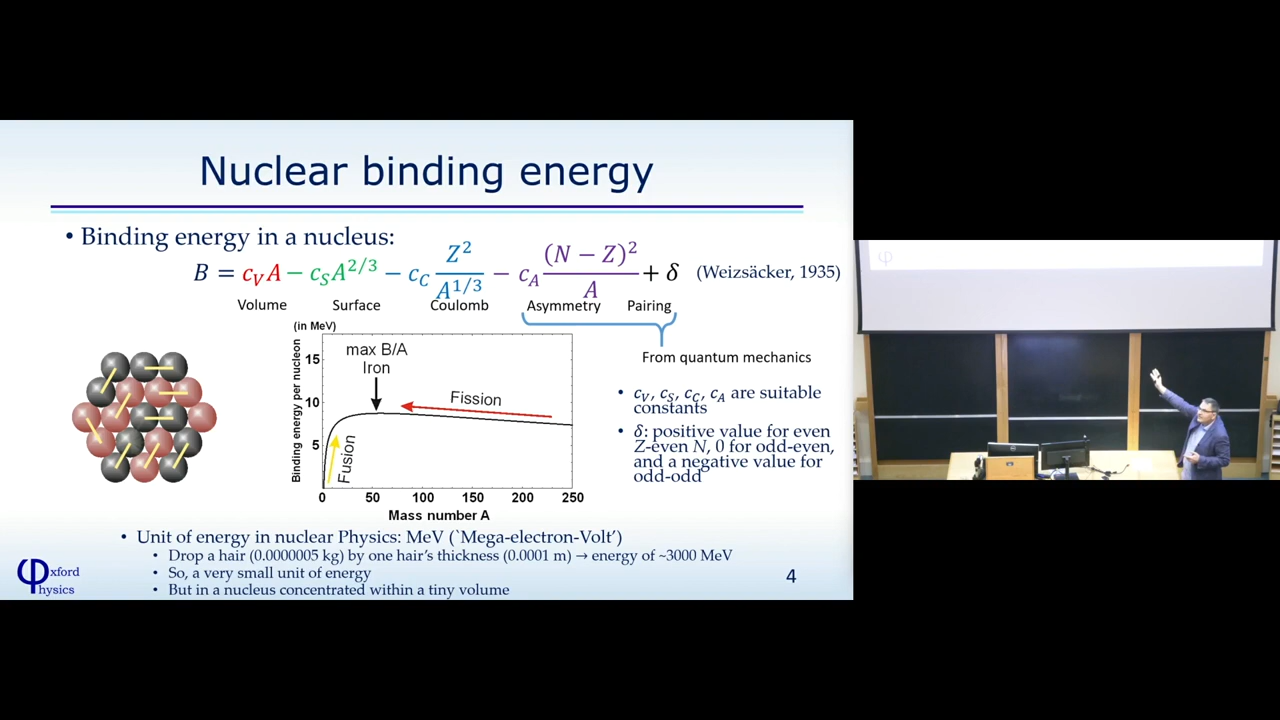 Nuclear binding energy
• Binding energy in a nucleus:
B = c_V A − c_S A^{2/3} − c_C Z^2/A^{1/3} − c_A (N − Z)^2/A + δ (Weizsäcker, 1935)
Volume Surface Coulomb Asymmetry Pairing
From quantum mechanics
(in MeV)
Binding energy per nucleon
15
10
5
max B/A
Iron
Fission
Fusion
0 50 100 150 200 250
Mass number A
• c_V, c_S, c_C, c_A are suitable
constants
• δ: positive value for even
Z-even N, 0 for odd-even,
and a negative value for
odd-odd
• Unit of energy in nuclear Physics: MeV (`Mega-electron-Volt’)
• Drop a hair (0.0000005 kg) by one hair’s thickness (0.0001 m) → energy of ~3000 MeV
• So, a very small unit of energy
• But in a nucleus concentrated within a tiny volume
φxford
hysics
4
φ